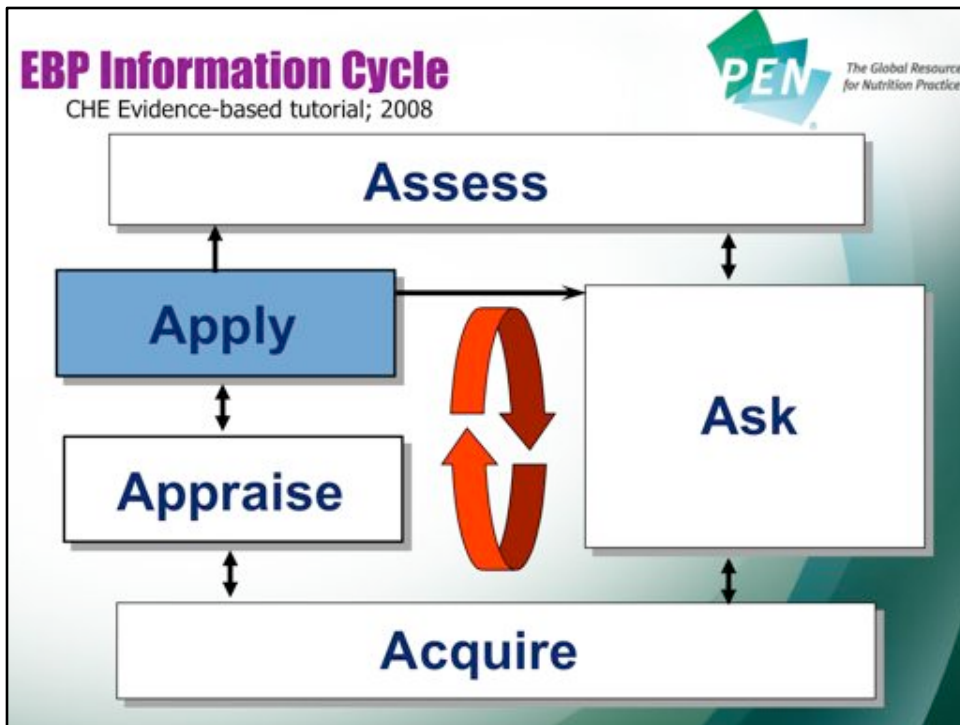 EBP Information Cycle
CHE Evidence-based tutorial; 2008
PEN
®
The Global Resource
for Nutrition Practice
Assess
Apply
Ask
Appraise
Acquire